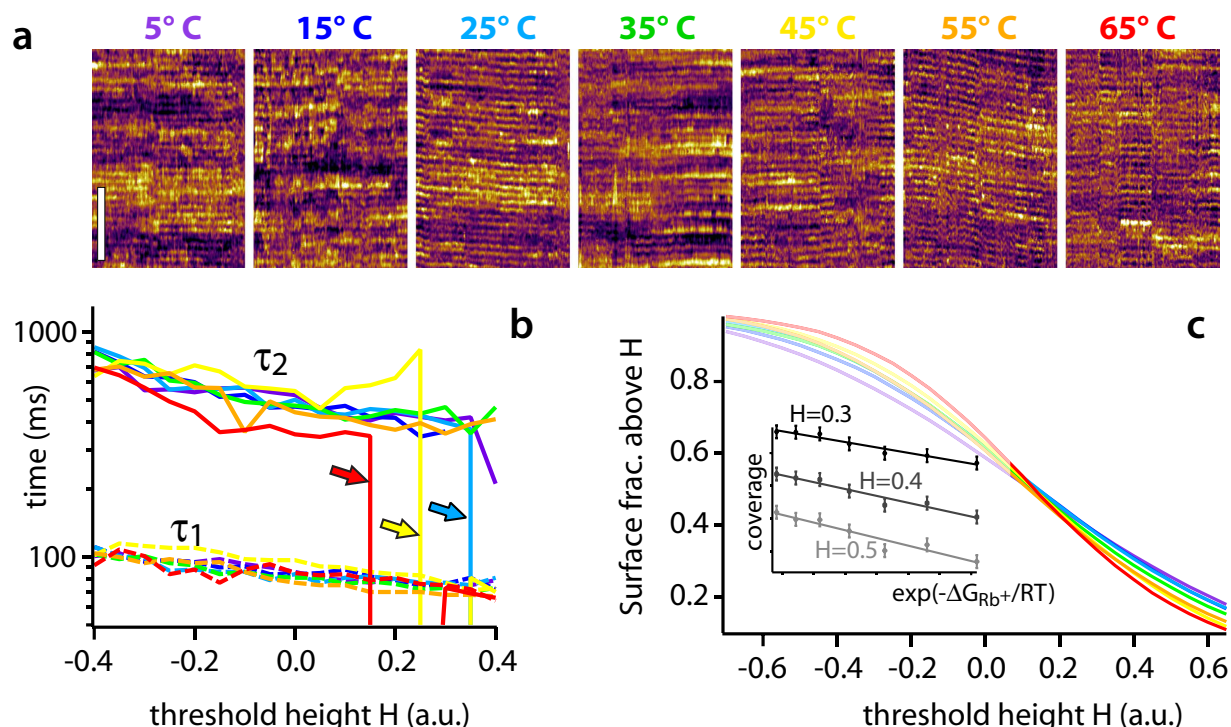 5° C 15° C 25° C 35° C 45° C 55° C 65° C
a
b
1000
100
time (ms)
τ2
τ1
-0.4 -0.2 0.0 0.2 0.4
threshold height H (a.u.)
c
Surface frac. above H
0.8
0.6
0.4
0.2
H=0.3
H=0.4
H=0.5
coverage
exp(-ΔGRb+/RT)
-0.6 -0.4 -0.2 0.0 0.2 0.4 0.6
threshold height H (a.u.)